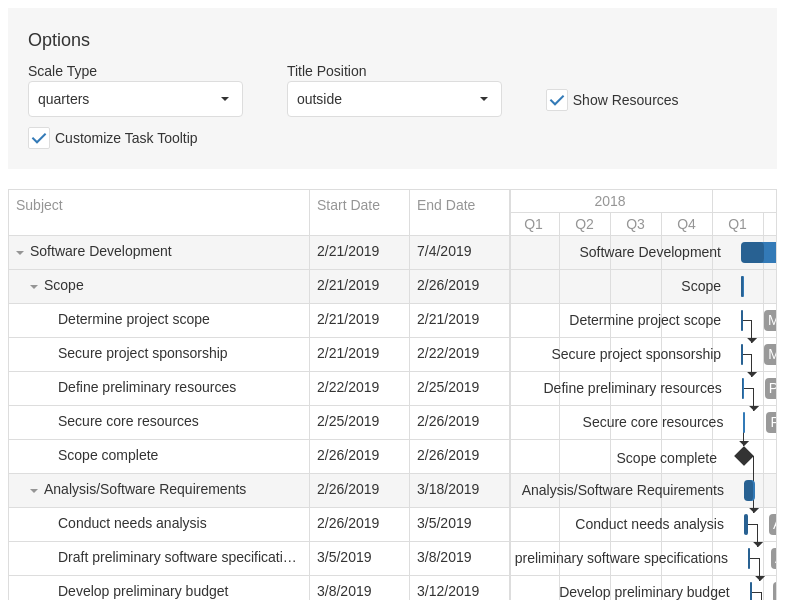 Options
Scale Type
quarters
Title Position
outside
Show Resources
Customize Task Tooltip
Subject Start Date End Date 2018
Q1 Q2 Q3 Q4 Q1
Software Development 2/21/2019 7/4/2019 Software Development
Scope 2/21/2019 2/26/2019 Scope
Determine project scope 2/21/2019 2/21/2019 Determine project scope M
Secure project sponsorship 2/21/2019 2/22/2019 Secure project sponsorship M
Define preliminary resources 2/22/2019 2/25/2019 Define preliminary resources
Secure core resources 2/25/2019 2/26/2019 Secure core resources
Scope complete 2/26/2019 2/26/2019 Scope complete
Analysis/Software Requirements 2/26/2019 3/18/2019 Analysis/Software Requirements
Conduct needs analysis 2/26/2019 3/5/2019 Conduct needs analysis
Draft preliminary software specificati… 3/5/2019 3/8/2019 preliminary software specifications
Develop preliminary budget 3/8/2019 3/12/2019 Develop preliminary budget